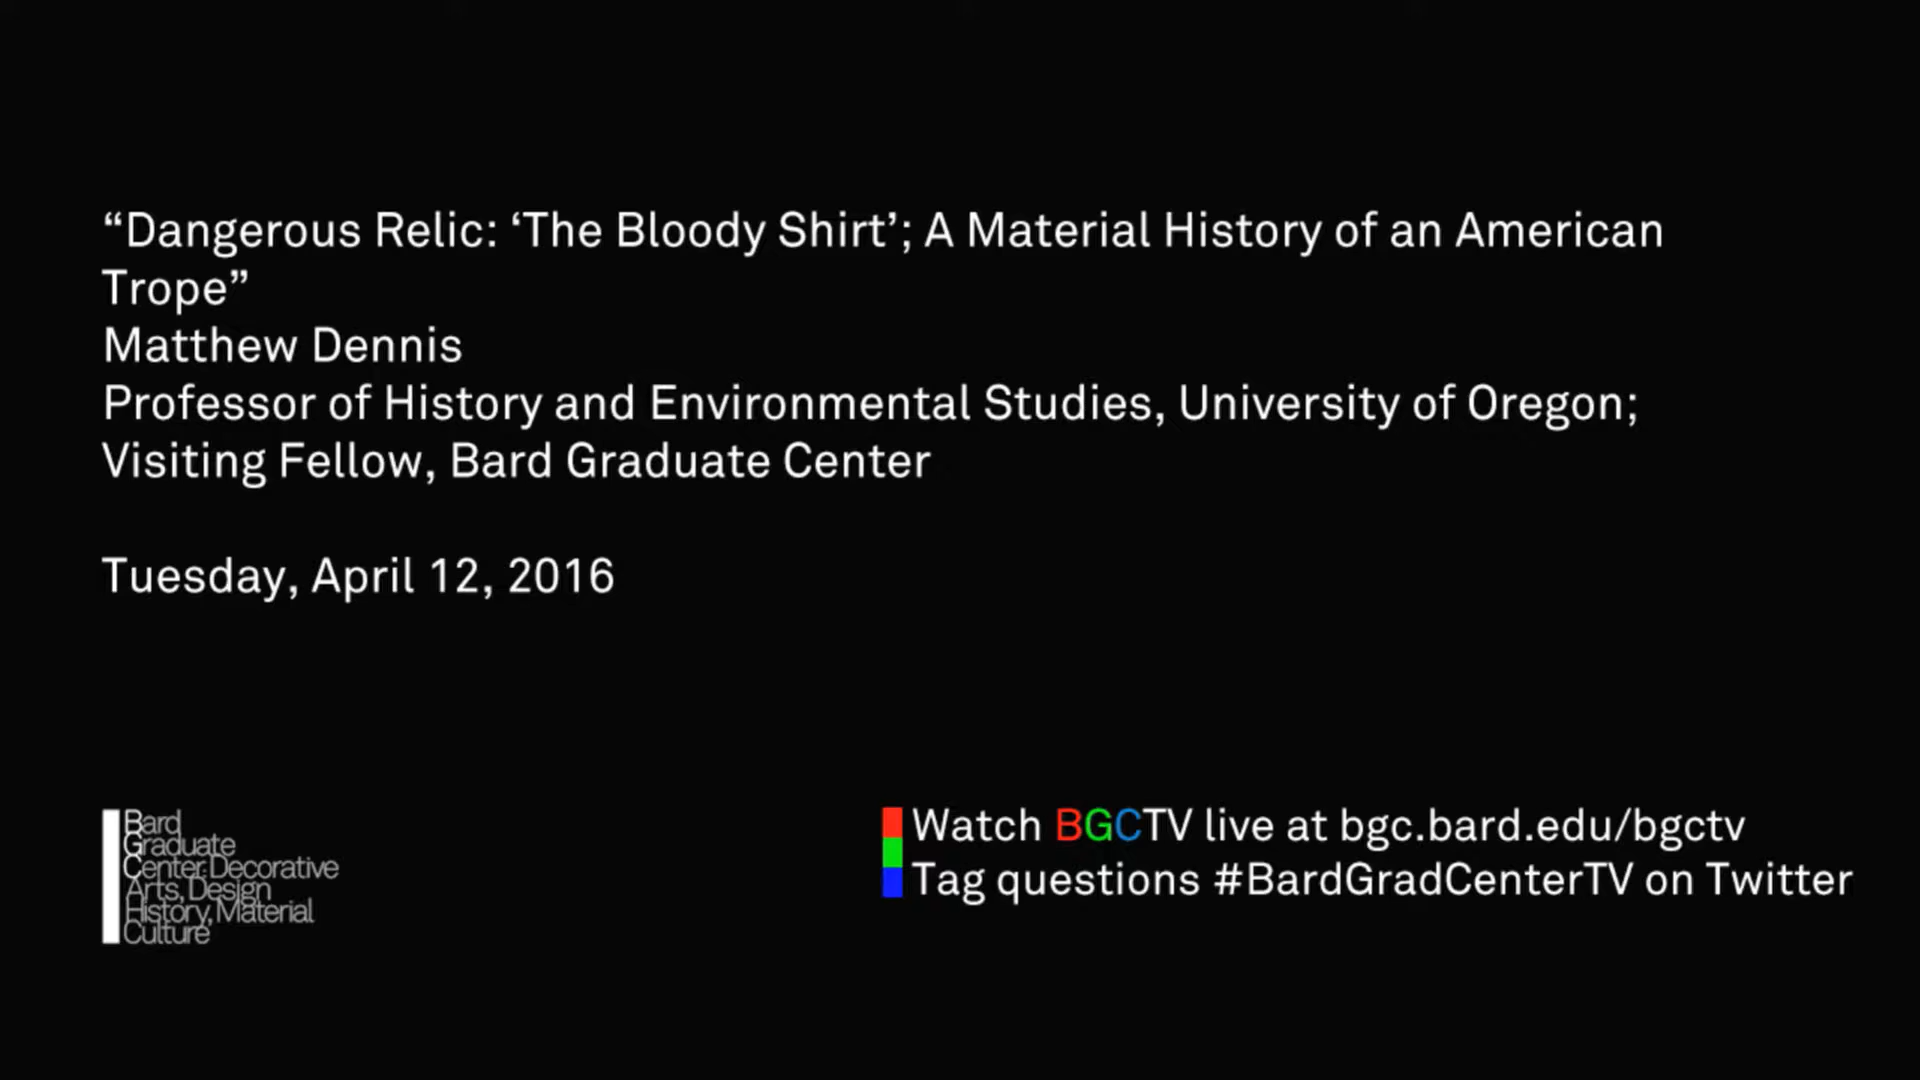 “Dangerous Relic: ‘The Bloody Shirt’; A Material History of an American
Trope”
Matthew Dennis
Professor of History and Environmental Studies, University of Oregon;
Visiting Fellow, Bard Graduate Center
Tuesday, April 12, 2016
Bard
Graduate
Center: Decorative
Arts, Design
History, Material
Culture
Watch BGCTV live at bgc.bard.edu/bgctv
Tag questions #BardGradCenterTV on Twitter